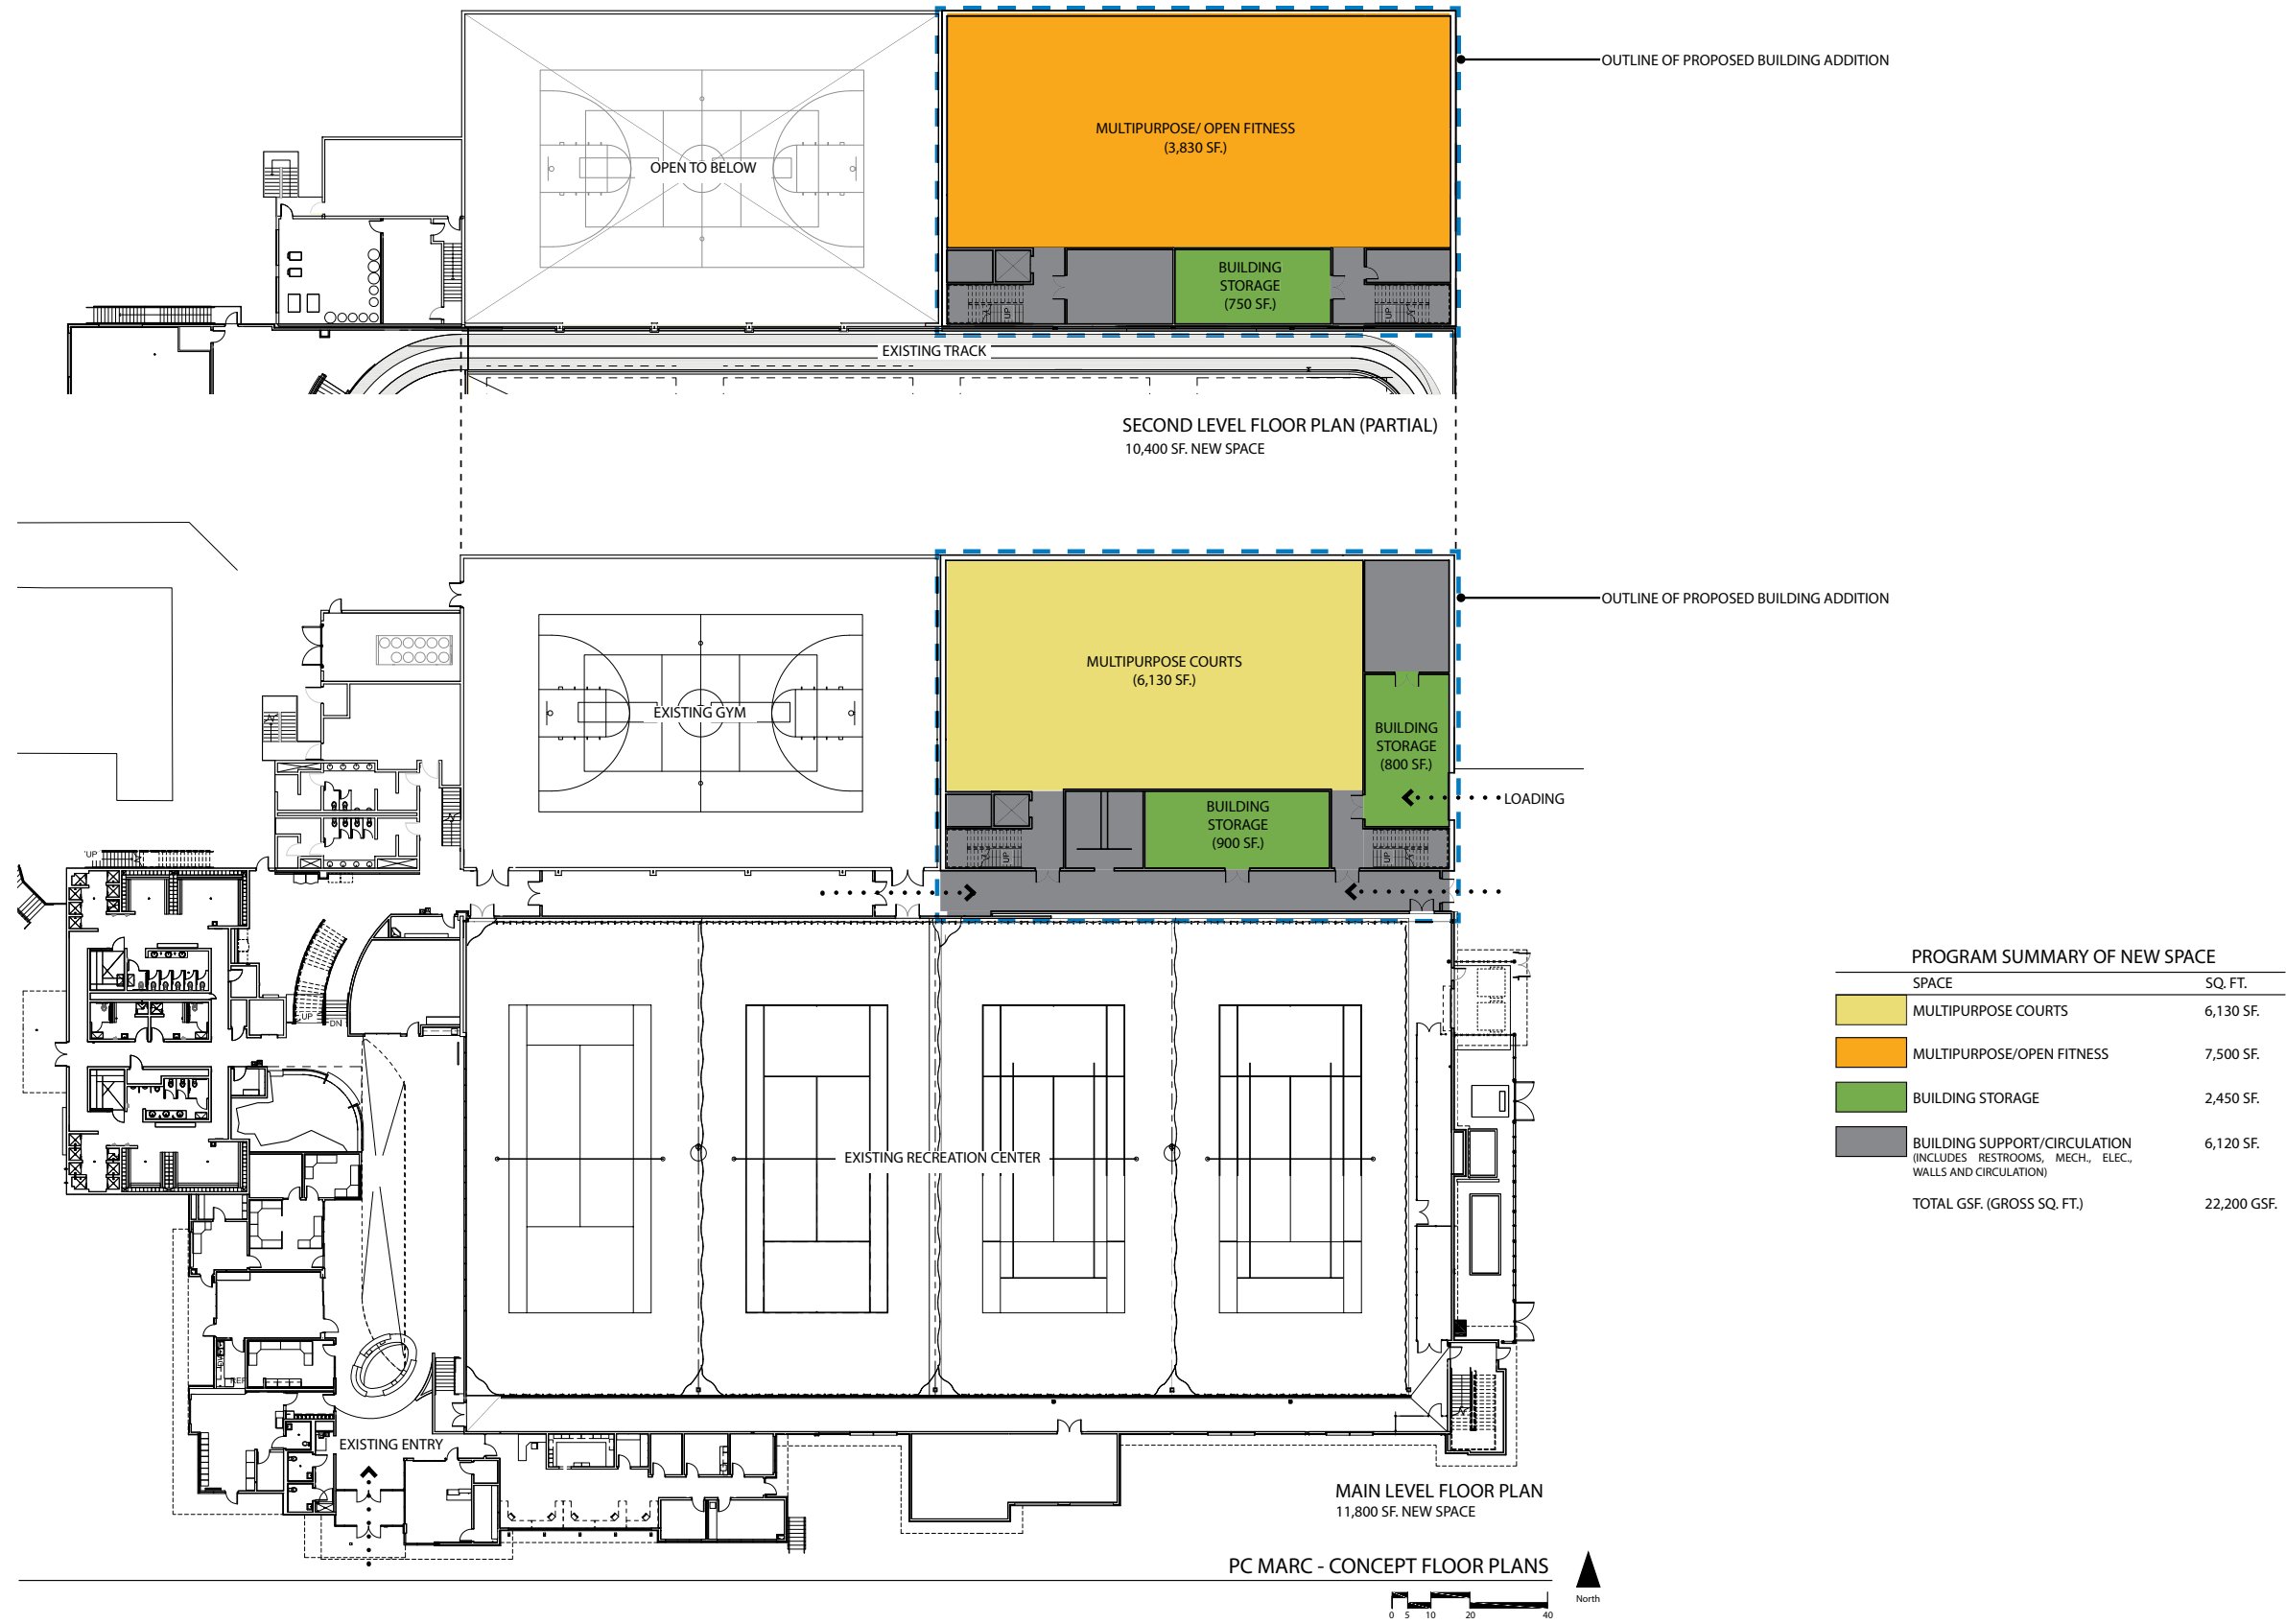 OUTLINE OF PROPOSED BUILDING ADDITION
MULTIPURPOSE/ OPEN FITNESS
(3,830 SF.)
OPEN TO BELOW
BUILDING
STORAGE
(750 SF.)
UP
UP
EXISTING TRACK
SECOND LEVEL FLOOR PLAN (PARTIAL)
10,400 SF. NEW SPACE
OUTLINE OF PROPOSED BUILDING ADDITION
MULTIPURPOSE COURTS
(6,130 SF.)
EXISTING GYM
BUILDING
STORAGE
(800 SF.)
LOADING
BUILDING
STORAGE
(900 SF.)
UP
UP
UP
UP
DN
EXISTING RECREATION CENTER
REF
EXISTING ENTRY
PROGRAM SUMMARY OF NEW SPACE
SPACE SQ. FT.
MULTIPURPOSE COURTS 6,130 SF.
MULTIPURPOSE/OPEN FITNESS 7,500 SF.
BUILDING STORAGE 2,450 SF.
BUILDING SUPPORT/CIRCULATION 6,120 SF.
(INCLUDES RESTROOMS, MECH., ELEC.,
WALLS AND CIRCULATION)
TOTAL GSF. (GROSS SQ. FT.) 22,200 GSF.
MAIN LEVEL FLOOR PLAN
11,800 SF. NEW SPACE
PC MARC - CONCEPT FLOOR PLANS
North
0 5 10 20 40